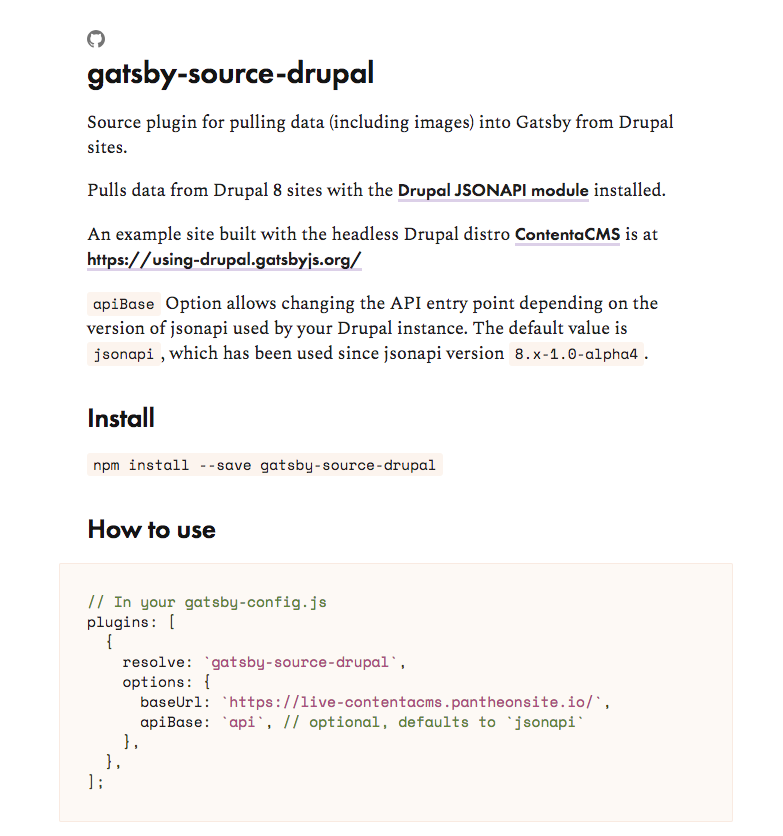 gatsby-source-drupal
Source plugin for pulling data (including images) into Gatsby from Drupal
sites.
Pulls data from Drupal 8 sites with the Drupal JSONAPI module installed.
An example site built with the headless Drupal distro ContentaCMS is at
https://using-drupal.gatsbyjs.org/
apiBase Option allows changing the API entry point depending on the
version of jsonapi used by your Drupal instance. The default value is
jsonapi, which has been used since jsonapi version 8.x-1.0-alpha4.
Install
npm install --save gatsby-source-drupal
How to use
// In your gatsby-config.js
plugins: [
  {
    resolve: `gatsby-source-drupal`,
    options: {
      baseUrl: `https://live-contentacms.pantheonsite.io/`,
      apiBase: `api`, // optional, defaults to `jsonapi`
    },
  },
];